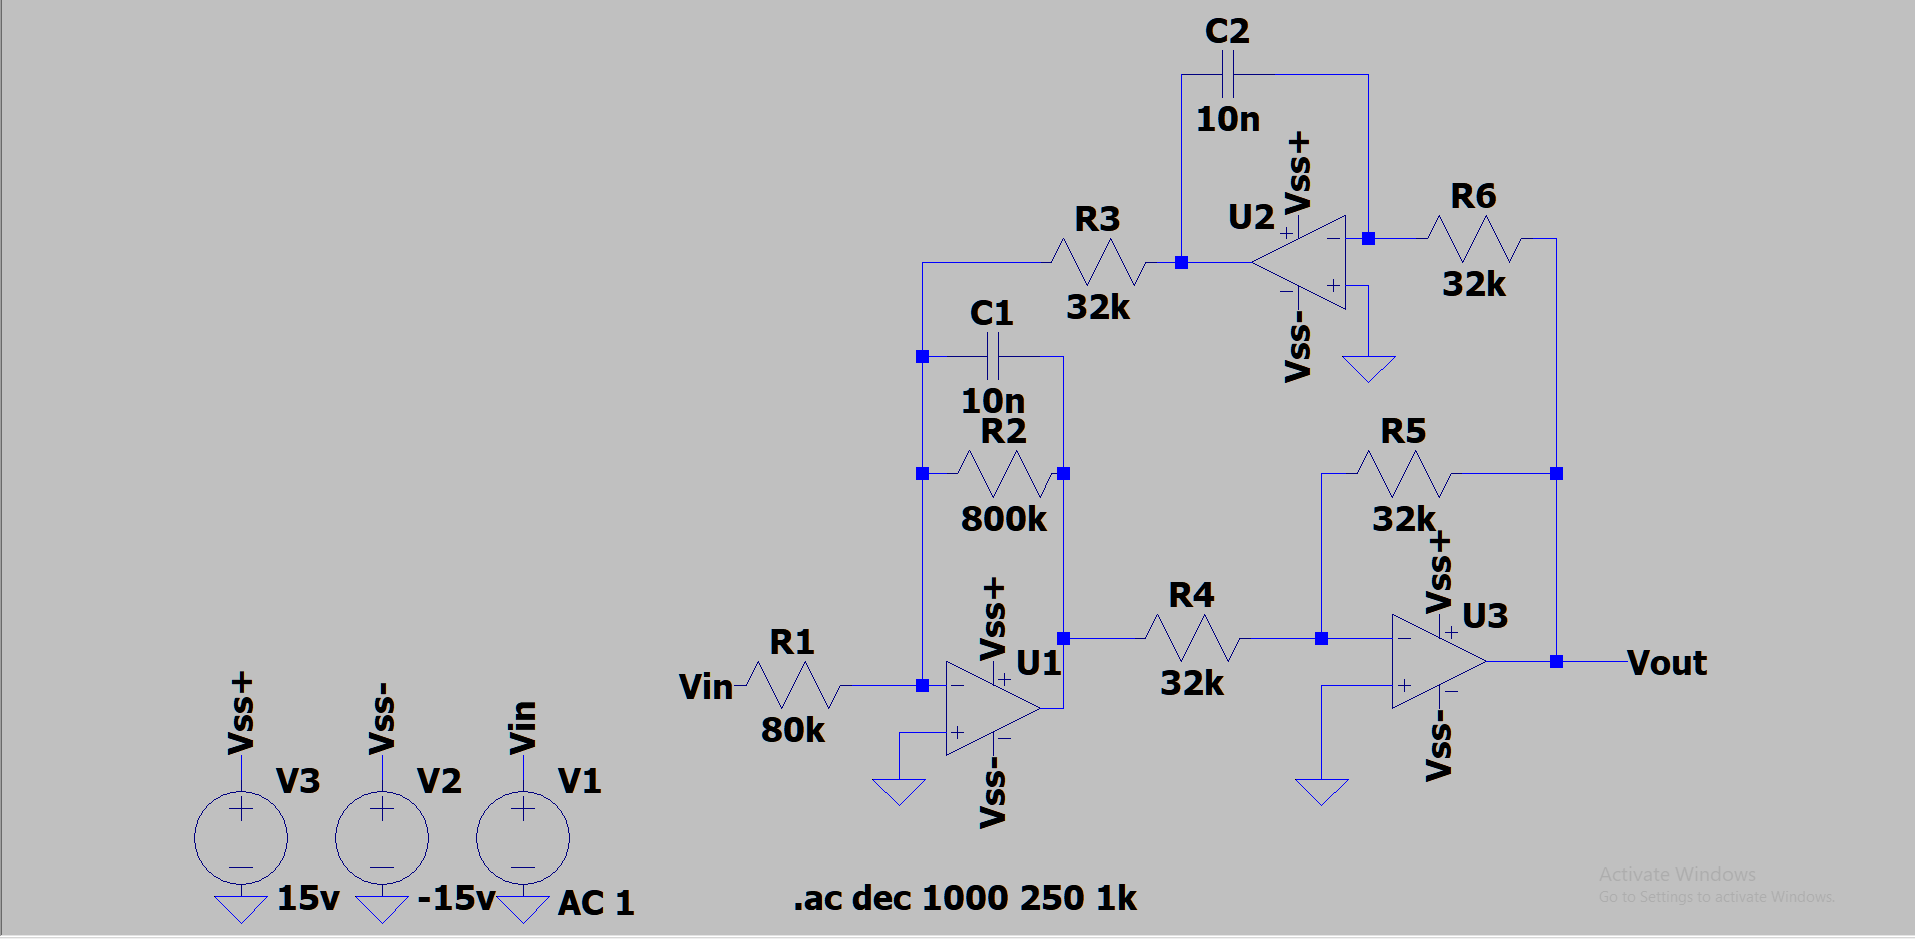 C2
10n
Vss+
U2
R6
32k
R3
32k
Vss-
C1
10n
R2
800k
R5
32k
Vss+
U3
R4
32k
Vss+
U1
R1
Vin
80k
Vout
Vss-
Vss-
Vss+
Vss-
Vin
V3
V2
V1
15v
-15v
AC 1
.ac dec 1000 250 1k
Activate Windows
Go to Settings to activate Windows.